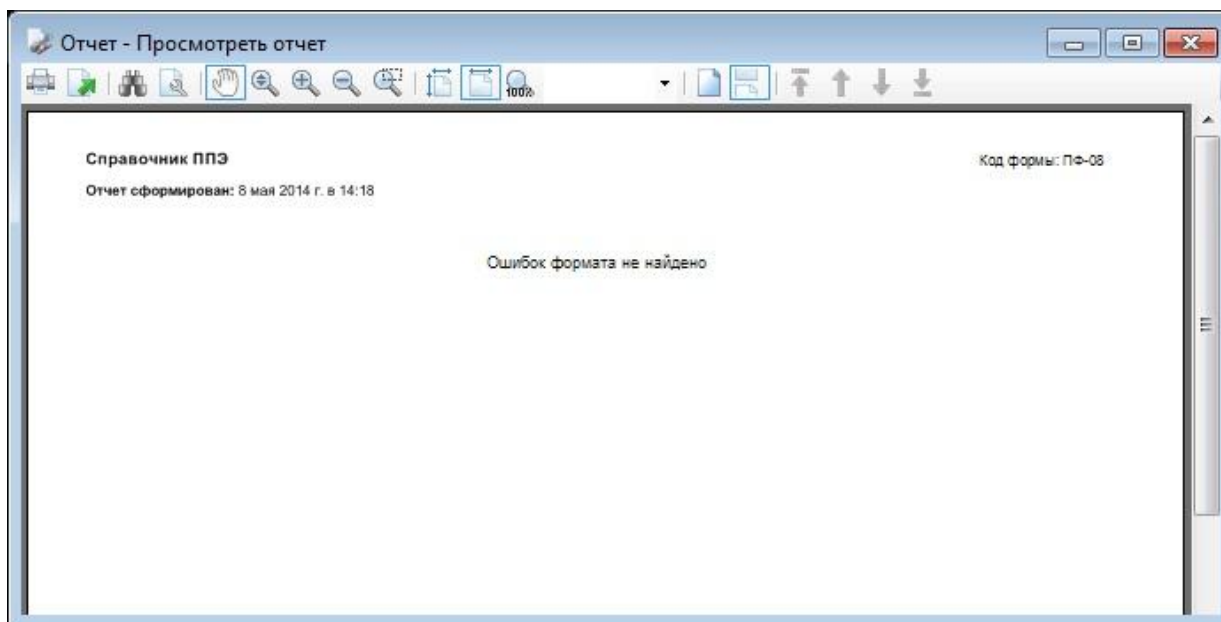 Отчет - Просмотреть отчет
100%
Справочник ППЭ
Код формы: ПФ-08
Отчет сформирован: 8 мая 2014 г. в 14:18
Ошибок формата не найдено